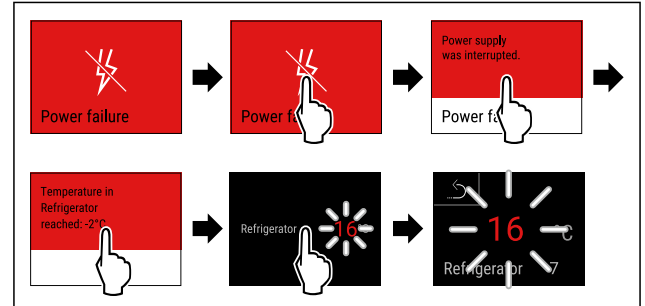 Power failure
Power fa
Power supply
was interrupted.
Power fa
Temperature in
Refrigerator
reached: -2°C
Refrigerator
16
16
°C
Refrigerator 7